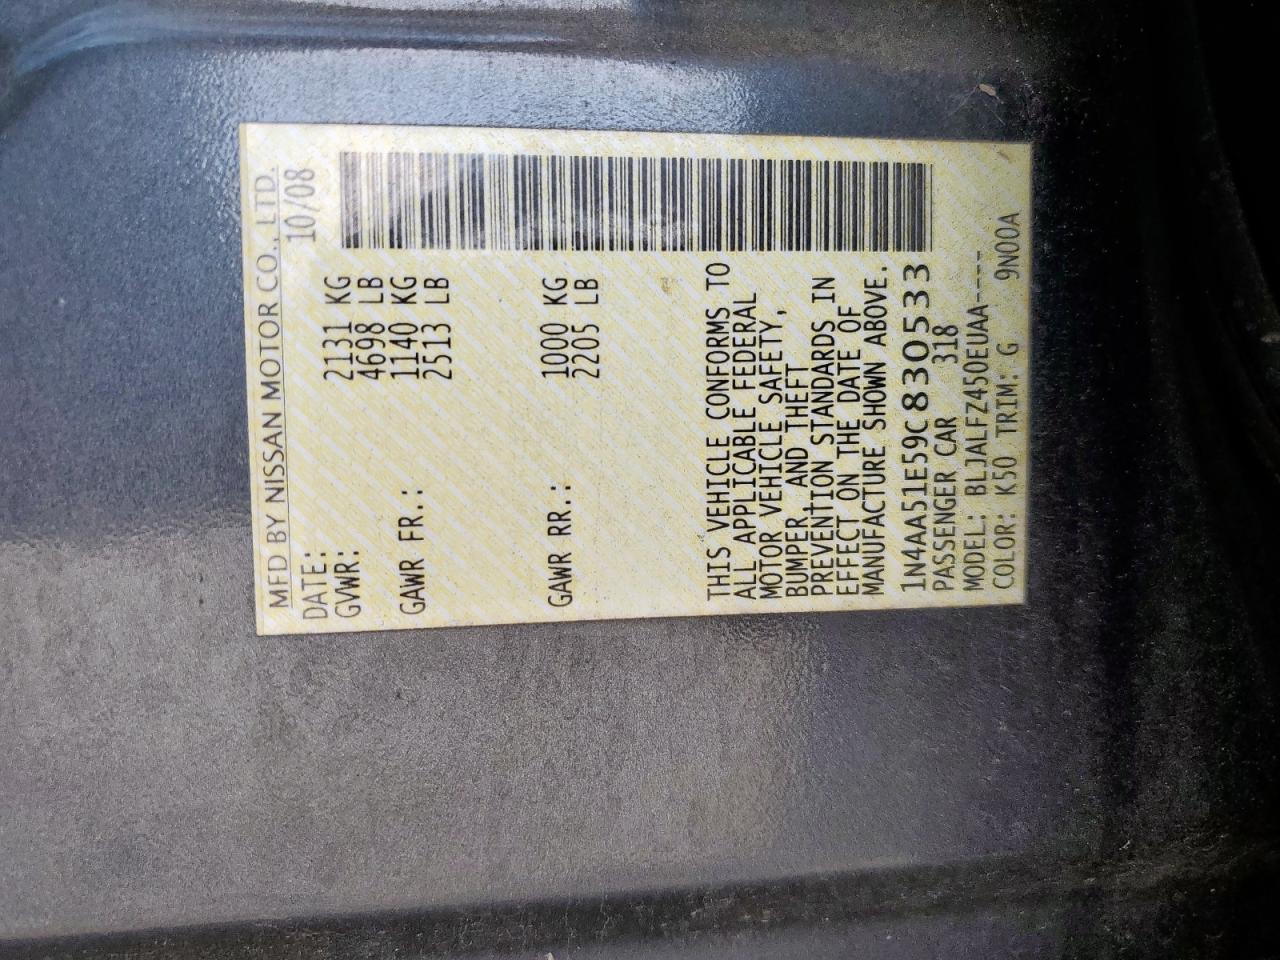 MFD BY NISSAN MOTOR CO., LTD.
DATE: 10/08
GVWR: 2131 KG
4698 LB
GAWR FR.: 1140 KG
2513 LB
GAWR RR.: 1000 KG
2205 LB
THIS VEHICLE CONFORMS TO
ALL APPLICABLE FEDERAL
MOTOR VEHICLE SAFETY,
BUMPER, AND THEFT
PREVENTION STANDARDS IN
EFFECT ON THE DATE OF
MANUFACTURE SHOWN ABOVE.
1N4AA51E59C830533
PASSENGER CAR 318
MODEL: BLJALFZ450EUAA----
COLOR: K50 TRIM: G 9N00A